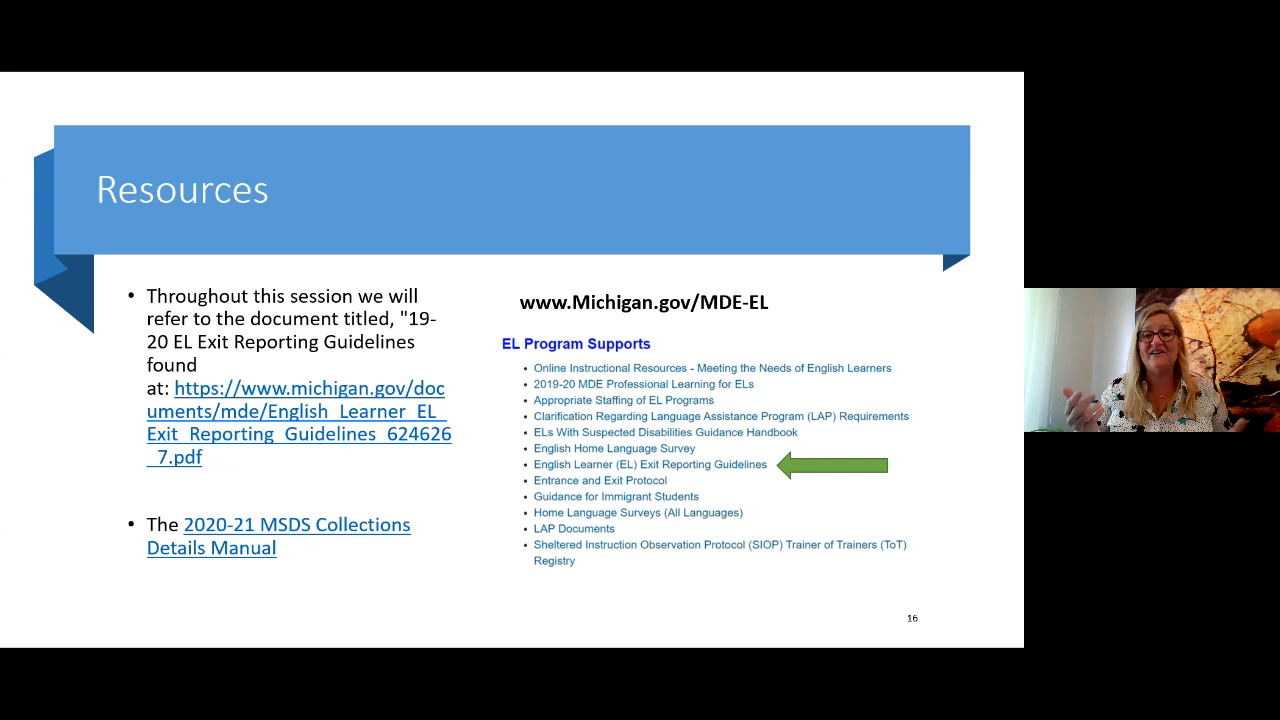 Resources
• Throughout this session we will
refer to the document titled, "19-
20 EL Exit Reporting Guidelines
found
at: https://www.michigan.gov/doc
uments/mde/English_Learner_EL_
Exit_Reporting_Guidelines_624626
_7.pdf
• The 2020-21 MSDS Collections
Details Manual
www.Michigan.gov/MDE-EL
EL Program Supports
• Online Instructional Resources - Meeting the Needs of English Learners
• 2019-20 MDE Professional Learning for ELs
• Appropriate Staffing of EL Programs
• Clarification Regarding Language Assistance Program (LAP) Requirements
• ELs With Suspected Disabilities Guidance Handbook
• English Home Language Survey
• English Learner (EL) Exit Reporting Guidelines
• Entrance and Exit Protocol
• Guidance for Immigrant Students
• Home Language Surveys (All Languages)
• LAP Documents
• Sheltered Instruction Observation Protocol (SIOP) Trainer of Trainers (ToT)
Registry
16